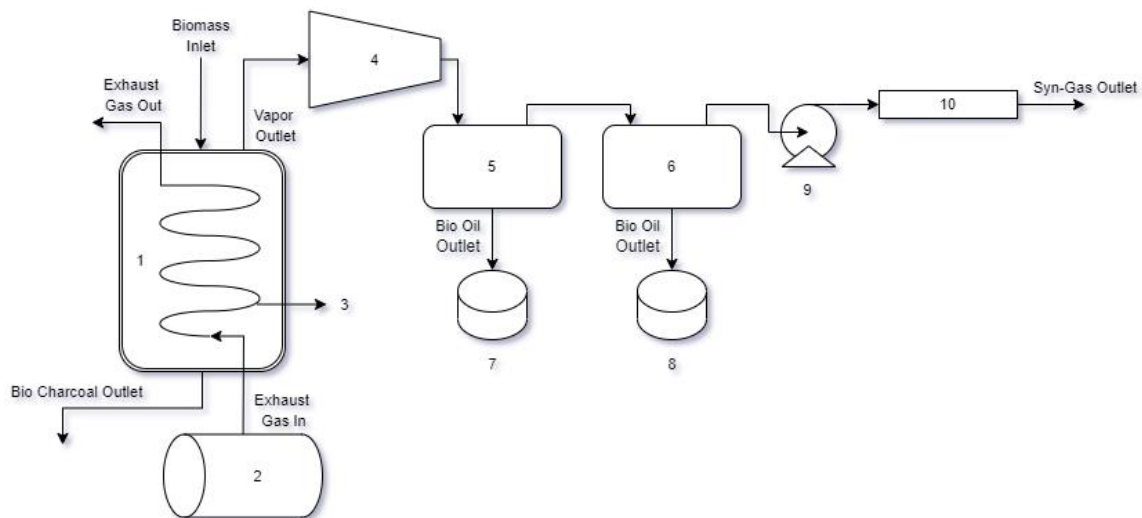 Biomass
Inlet
Exhaust
Gas Out
Vapor
Outlet
4
Syn-Gas Outlet
10
5
6
9
Bio Oil
Outlet
Bio Oil
Outlet
1
3
7
8
Bio Charcoal Outlet
Exhaust
Gas In
2